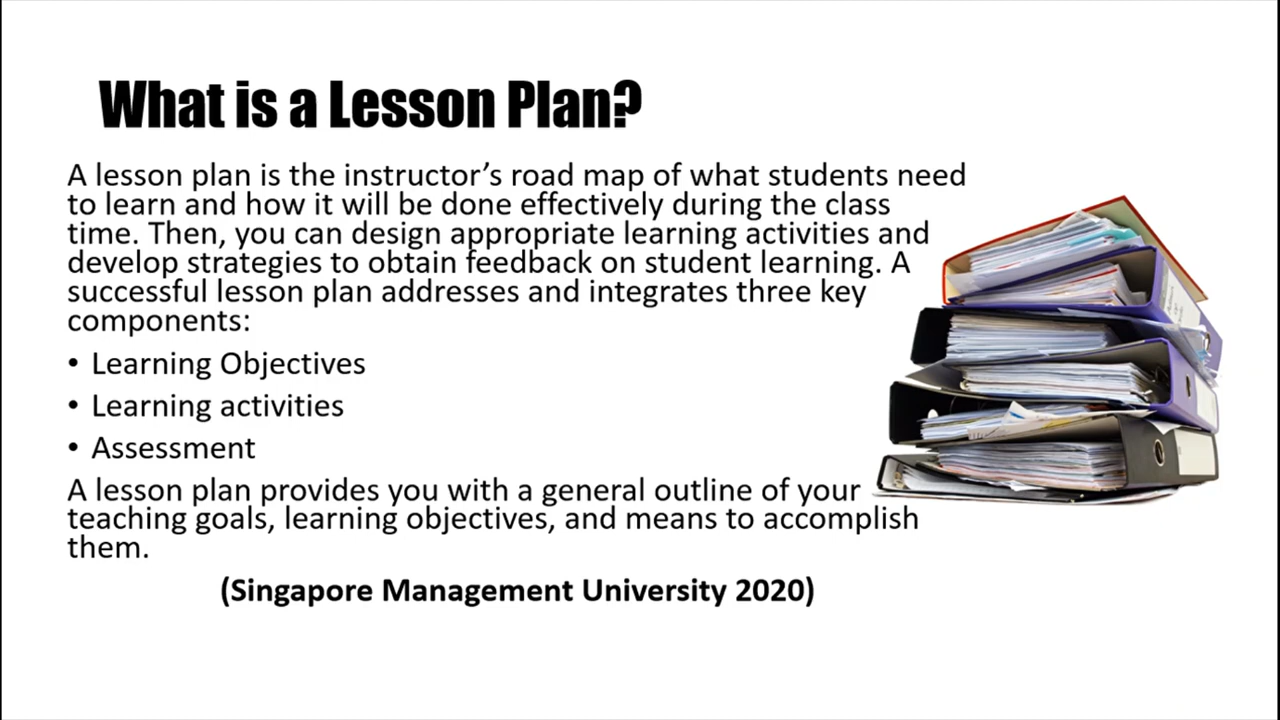 What is a Lesson Plan?
A lesson plan is the instructor’s road map of what students need
to learn and how it will be done effectively during the class
time. Then, you can design appropriate learning activities and
develop strategies to obtain feedback on student learning. A
successful lesson plan addresses and integrates three key
components:
• Learning Objectives
• Learning activities
• Assessment
A lesson plan provides you with a general outline of your
teaching goals, learning objectives, and means to accomplish
them.
(Singapore Management University 2020)